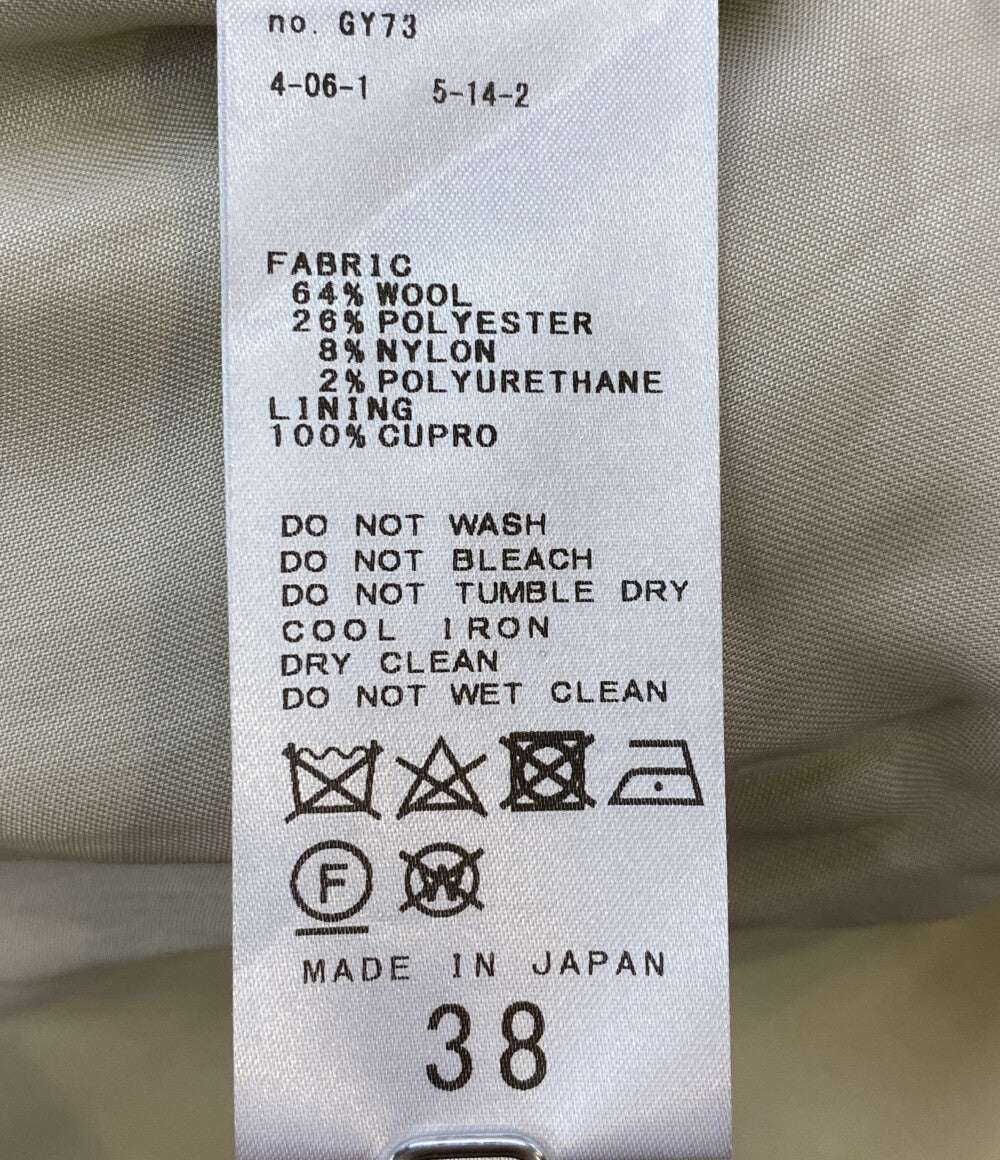 no. GY73
4-06-1 5-14-2
FABRIC
64% WOOL
26% POLYESTER
8% NYLON
2% POLYURETHANE
LINING
100% CUPRO
DO NOT WASH
DO NOT BLEACH
DO NOT TUMBLE DRY
COOL IRON
DRY CLEAN
DO NOT WET CLEAN
F W
MADE IN JAPAN
38